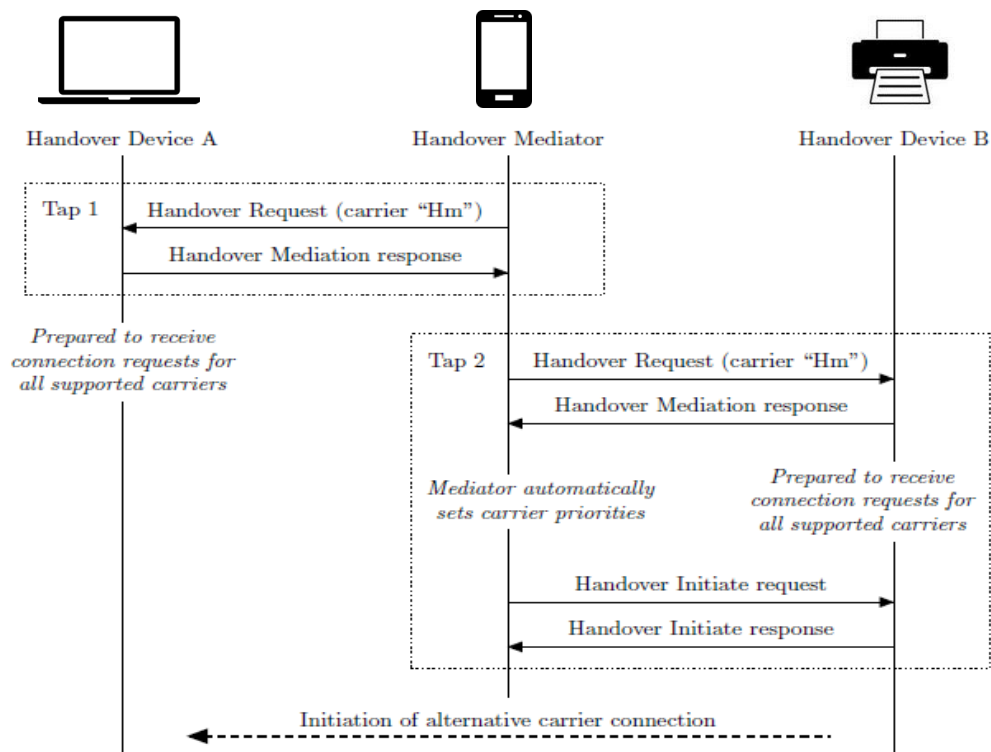 Handover Device A
Handover Mediator
Handover Device B
Tap 1
Handover Request (carrier “Hm”)
Handover Mediation response
Prepared to receive
connection requests for
all supported carriers
Tap 2
Handover Request (carrier “Hm”)
Handover Mediation response
Mediator automatically
sets carrier priorities
Prepared to receive
connection requests for
all supported carriers
Handover Initiate request
Handover Initiate response
Initiation of alternative carrier connection